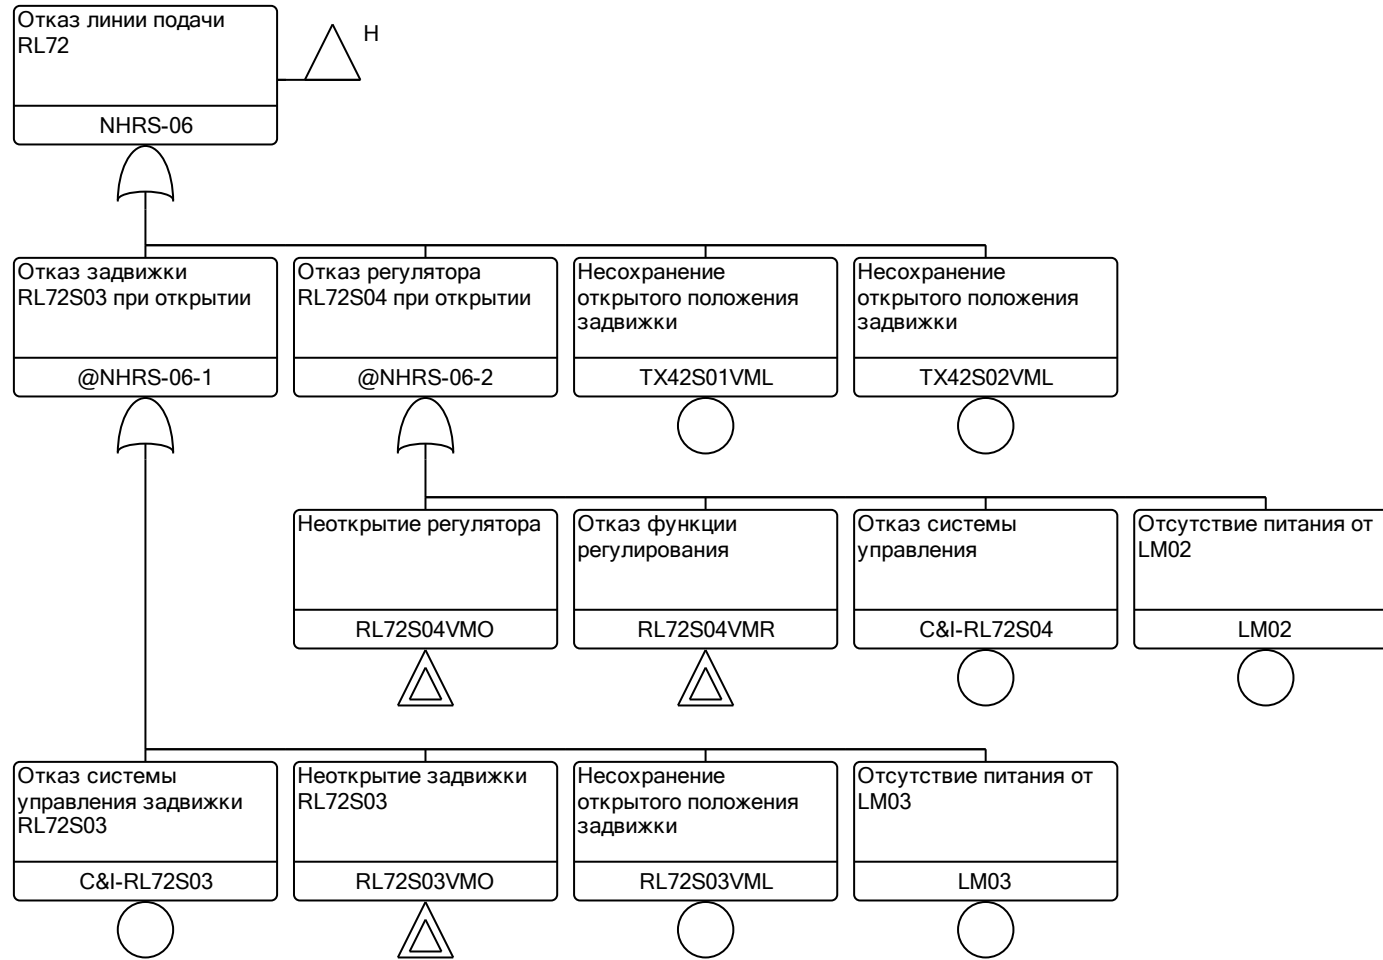 Отказ линии подачи
RL72
NHRS-06
H
Отказ задвижки
RL72S03 при открытии
@NHRS-06-1
Отказ регулятора
RL72S04 при открытии
@NHRS-06-2
Несохранение
открытого положения
задвижки
TX42S01VML
Несохранение
открытого положения
задвижки
TX42S02VML
Неоткрытие регулятора
RL72S04VMO
Отказ функции
регулирования
RL72S04VMR
Отказ системы
управления
C&I-RL72S04
Отсутствие питания от
LM02
LM02
Отказ системы
управления задвижки
RL72S03
C&I-RL72S03
Неоткрытие задвижки
RL72S03
RL72S03VMO
Несохранение
открытого положения
задвижки
RL72S03VML
Отсутствие питания от
LM03
LM03